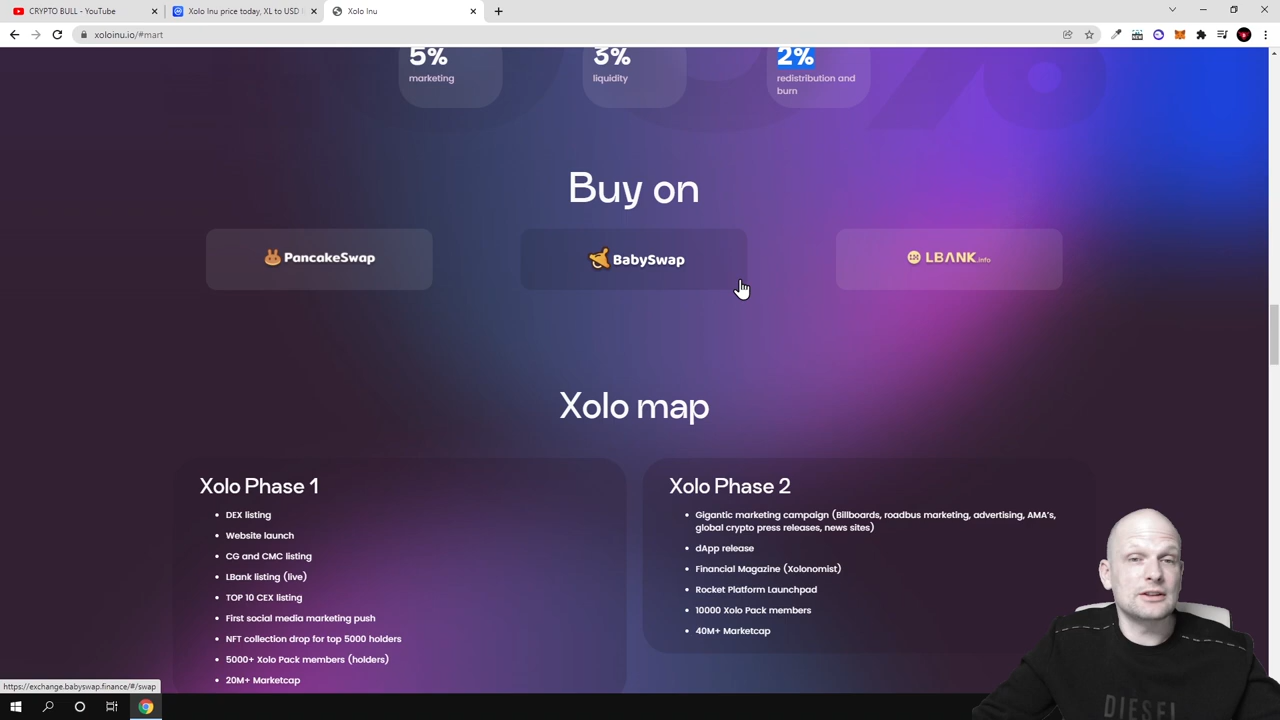 CRYPTO BULL - YouTube
Xolo Inu price today, XL to USD
Xolo Inu
xoloinu.io/#mart
5%
marketing
3%
liquidity
2%
redistribution and
burn
Buy on
PancakeSwap
BabySwap
LBANK.info
Xolo map
Xolo Phase 1
DEX listing
Website launch
CG and CMC listing
LBank listing (live)
TOP 10 CEX listing
First social media marketing push
NFT collection drop for top 5000 holders
5000+ Xolo Pack members (holders)
20M+ Marketcap
Xolo Phase 2
Gigantic marketing campaign (Billboards, roadbus marketing, advertising, AMA's,
global crypto press releases, news sites)
dApp release
Financial Magazine (Xolonomist)
Rocket Platform Launchpad
10000 Xolo Pack members
40M+ Marketcap
https://exchange.babyswap.finance/#/swap
DIESEL